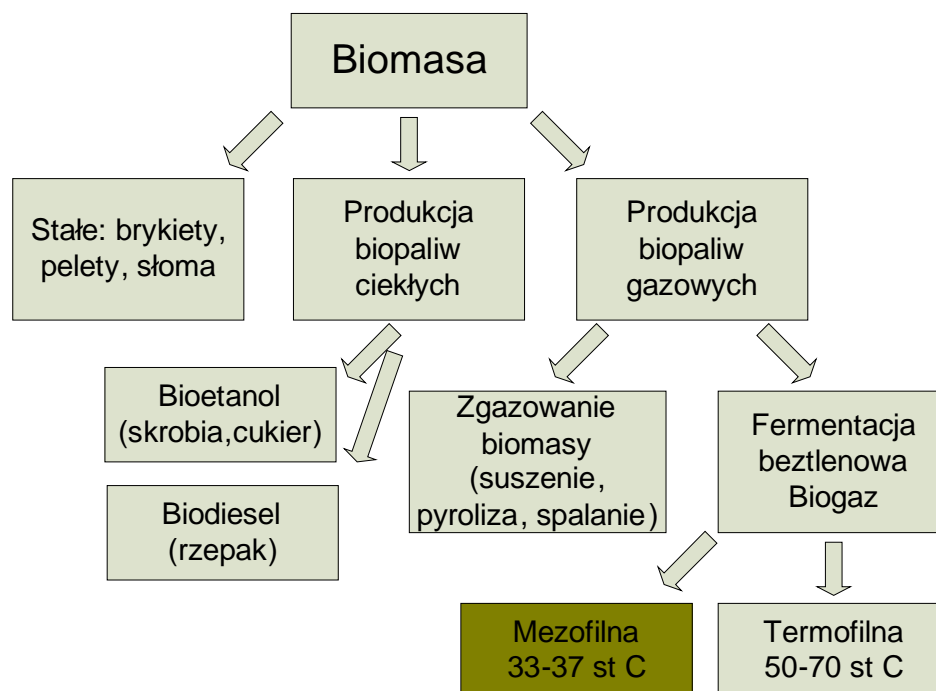 Biomasa
Stałe: brykiety,
pelety, słoma
Produkcja
biopaliw
ciekłych
Produkcja
biopaliw
gazowych
Bioetanol
(skrobia,cukier)
Biodiesel
(rzepak)
Zgazowanie
biomasy
(suszenie,
pyroliza, spalanie)
Fermentacja
beztlenowa
Biogaz
Mezofilna
33-37 st C
Termofilna
50-70 st C